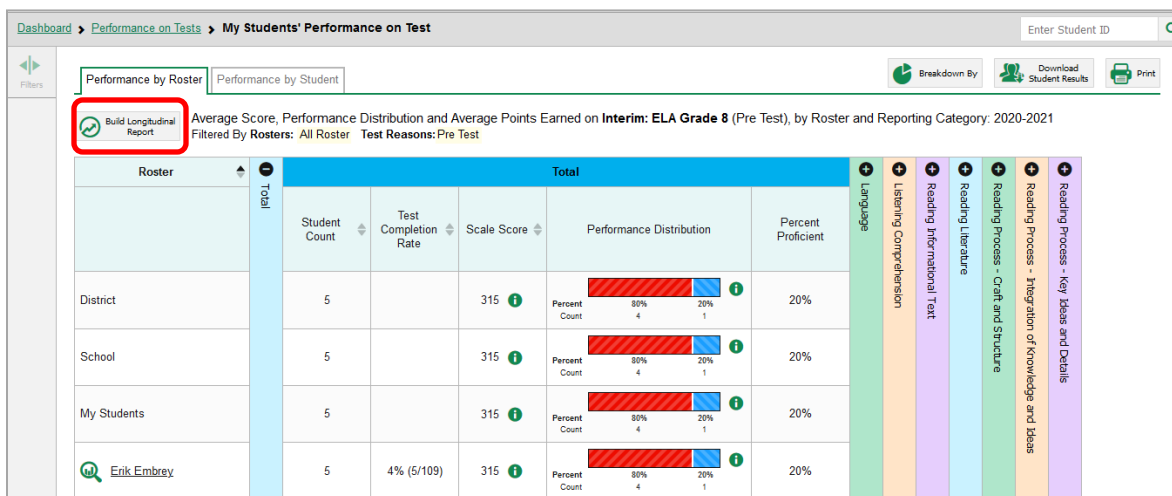 Dashboard > Performance on Tests > My Students' Performance on Test
Enter Student ID
Filters
Performance by Roster
Performance by Student
Breakdown By
Download
Student Results
Print
Build Longitudinal
Report
Average Score, Performance Distribution and Average Points Earned on Interim: ELA Grade 8 (Pre Test), by Roster and Reporting Category: 2020-2021
Filtered By Rosters: All Roster Test Reasons: Pre Test
Roster
Total
Total
Student
Count
Test
Completion
Rate
Scale Score
Performance Distribution
Percent
Proficient
Language
Listening Comprehension
Reading Informational Text
Reading Literature
Reading Process - Craft and Structure
Reading Process - Integration of Knowledge and Ideas
Reading Process - Key Ideas and Details
District 5 315 20%
Percent 80% 20%
Count 4 1
School 5 315 20%
Percent 80% 20%
Count 4 1
My Students 5 315 20%
Percent 80% 20%
Count 4 1
Erik Embrey 5 4% (5/109) 315 20%
Percent 80% 20%
Count 4 1